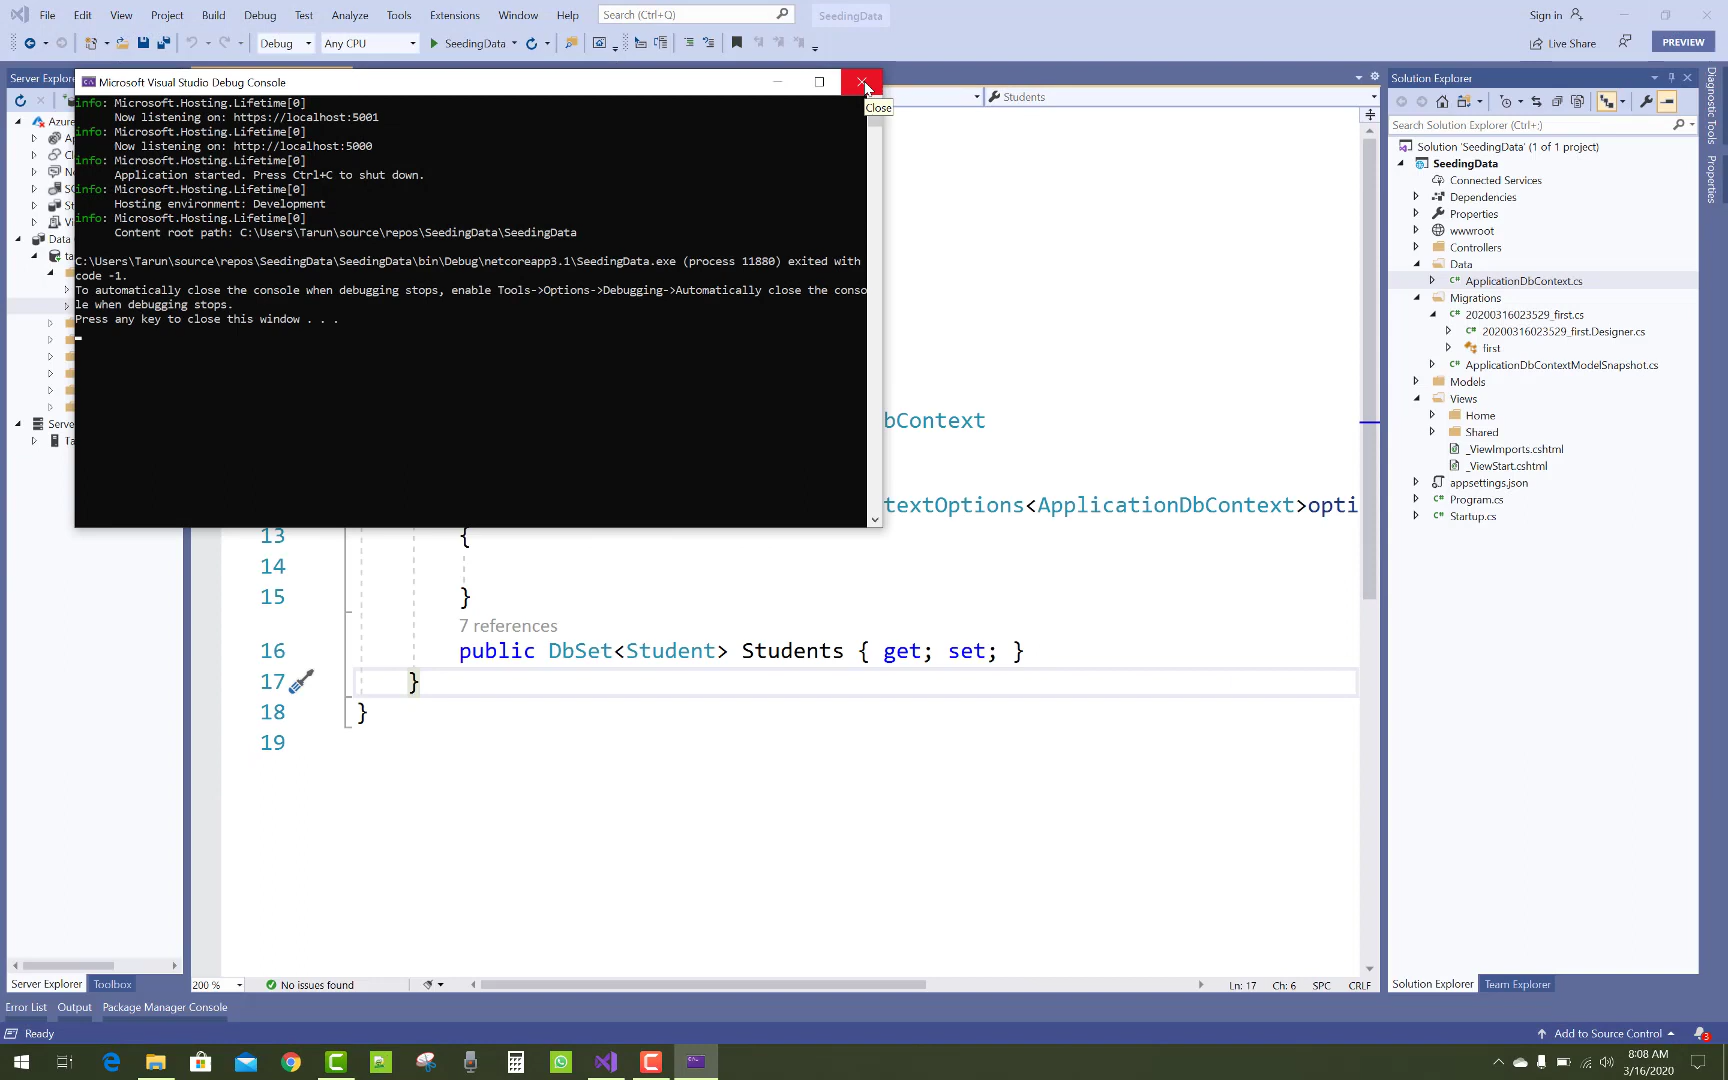 File Edit View Project Build Debug Test Analyze Tools Extensions Window Help Search (Ctrl+Q) SeedingData Sign in
Debug Any CPU SeedingData Live Share PREVIEW
Server Explorer
Microsoft Visual Studio Debug Console
Close
info: Microsoft.Hosting.Lifetime[0]
Now listening on: https://localhost:5001
info: Microsoft.Hosting.Lifetime[0]
Now listening on: http://localhost:5000
info: Microsoft.Hosting.Lifetime[0]
Application started. Press Ctrl+C to shut down.
info: Microsoft.Hosting.Lifetime[0]
Hosting environment: Development
info: Microsoft.Hosting.Lifetime[0]
Content root path: C:\Users\Tarun\source\repos\SeedingData\SeedingData
C:\Users\Tarun\source\repos\SeedingData\SeedingData\bin\Debug\netcoreapp3.1\SeedingData.exe (process 11880) exited with
code -1.
To automatically close the console when debugging stops, enable Tools->Options->Debugging->Automatically close the conso
le when debugging stops.
Press any key to close this window . . .
Azure
Data
Students
bContext
textOptions<ApplicationDbContext>opti
13 {
14
15 }
7 references
16 public DbSet<Student> Students { get; set; }
17 }
18 }
19
Solution Explorer
Search Solution Explorer (Ctrl+;)
Solution 'SeedingData' (1 of 1 project)
SeedingData
Connected Services
Dependencies
Properties
wwwroot
Controllers
Data
ApplicationDbContext.cs
Migrations
20200316023529_first.cs
20200316023529_first.Designer.cs
first
ApplicationDbContextModelSnapshot.cs
Models
Views
Home
Shared
_ViewImports.cshtml
_ViewStart.cshtml
appsettings.json
Program.cs
Startup.cs
Diagnostic Tools
Properties
Server Explorer Toolbox
200 % No issues found Ln: 17 Ch: 6 SPC CRLF
Solution Explorer Team Explorer
Error List Output Package Manager Console
Ready Add to Source Control 3
8:08 AM
3/16/2020